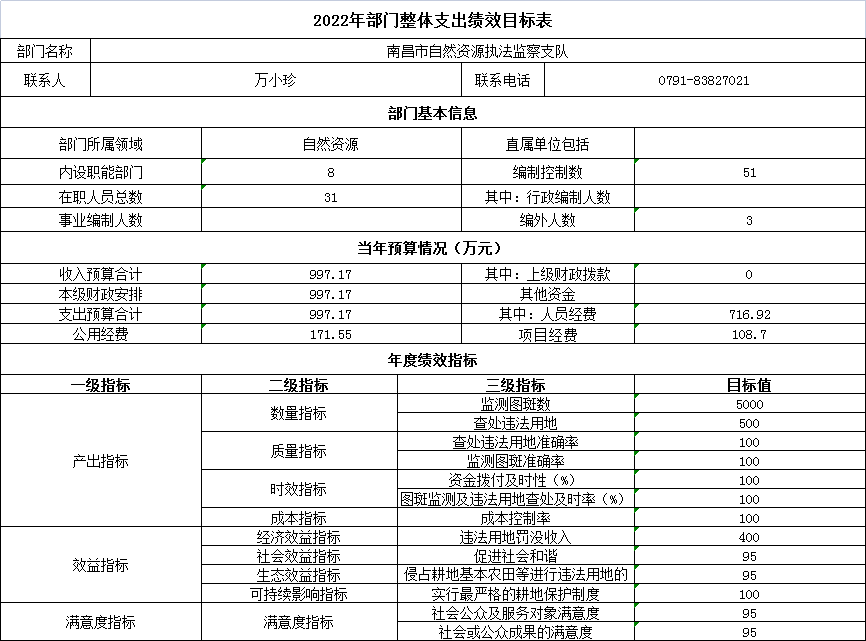 2022年部门整体支出绩效目标表
部门名称 南昌市自然资源执法监察支队
联系人 万小珍 联系电话 0791-83827021
部门基本信息
部门所属领域 自然资源 直属单位包括
内设职能部门 8 编制控制数 51
在职人员总数 31 其中：行政编制人数
事业编制人数 编外人数 3
当年预算情况（万元）
收入预算合计 997.17 其中：上级财政拨款 0
本级财政安排 997.17 其他资金
支出预算合计 997.17 其中：人员经费 716.92
公用经费 171.55 项目经费 108.7
年度绩效指标
一级指标 二级指标 三级指标 目标值
产出指标 数量指标 监测图斑数 5000
查处违法用地 500
质量指标 查处违法用地准确率 100
监测图斑准确率 100
时效指标 资金拨付及时性（%） 100
图斑监测及违法用地查处及时率（%） 100
成本指标 成本控制率 100
效益指标 经济效益指标 违法用地罚没收入 400
社会效益指标 促进社会和谐 95
生态效益指标 侵占耕地基本农田等进行违法用地的 95
可持续影响指标 实行最严格的耕地保护制度 100
满意度指标 满意度指标 社会公众及服务对象满意度 95
社会或公众成果的满意度 95